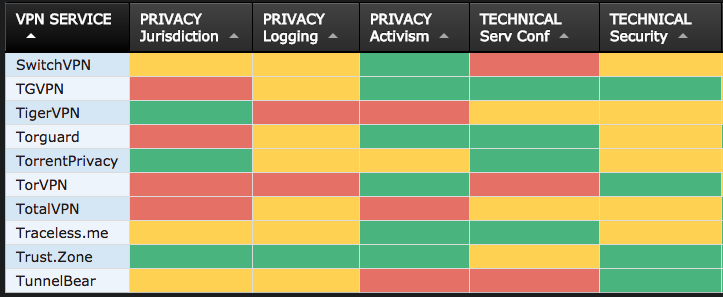 VPN SERVICE PRIVACY PRIVACY PRIVACY TECHNICAL TECHNICAL
Jurisdiction Logging Activism Serv Conf Security
SwitchVPN
TGVPN
TigerVPN
Torguard
TorrentPrivacy
TorVPN
TotalVPN
Traceless.me
Trust.Zone
TunnelBear